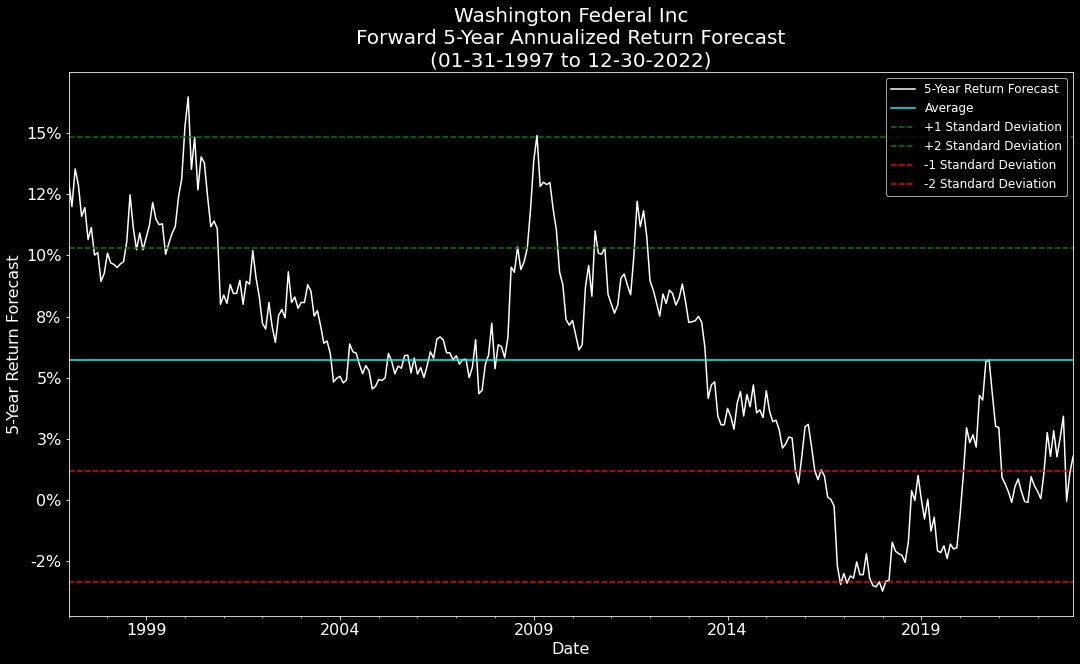 Washington Federal Inc
Forward 5-Year Annualized Return Forecast
(01-31-1997 to 12-30-2022)
5-Year Return Forecast
Average
+1 Standard Deviation
+2 Standard Deviation
-1 Standard Deviation
-2 Standard Deviation
5-Year Return Forecast
15%
12%
10%
8%
5%
3%
0%
-2%
1999
2004
2009
2014
2019
Date